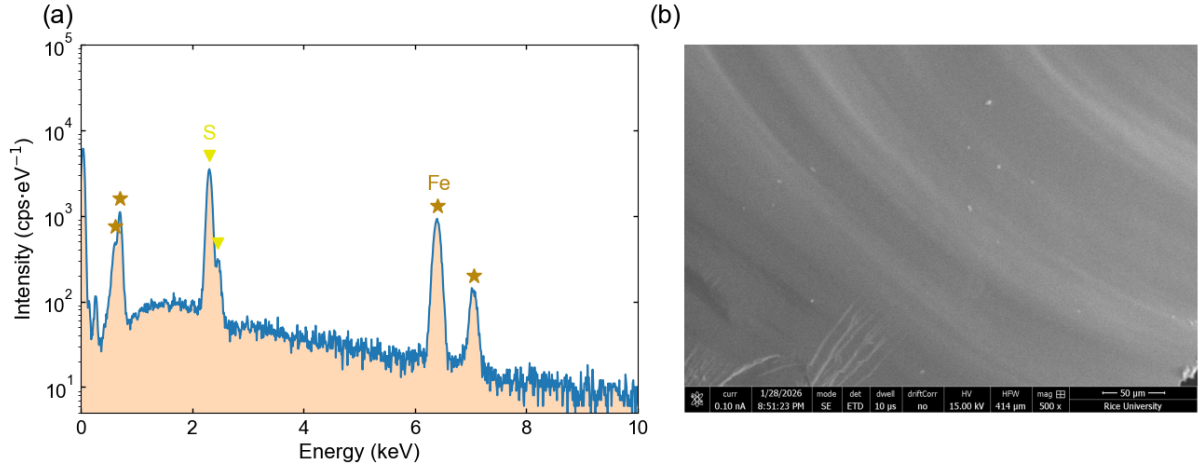 (a)
10⁵
10⁴
10³
10²
10¹
Intensity (cps·eV⁻¹)
S
Fe
0
2
4
6
8
10
Energy (keV)
(b)
curr
0.10 nA
1/28/2026
8:51:23 PM
mode
SE
det
ETD
dwell
10 µs
driftCorr
no
HV
15.00 kV
HFW
414 µm
mag
500 x
50 µm
Rice University